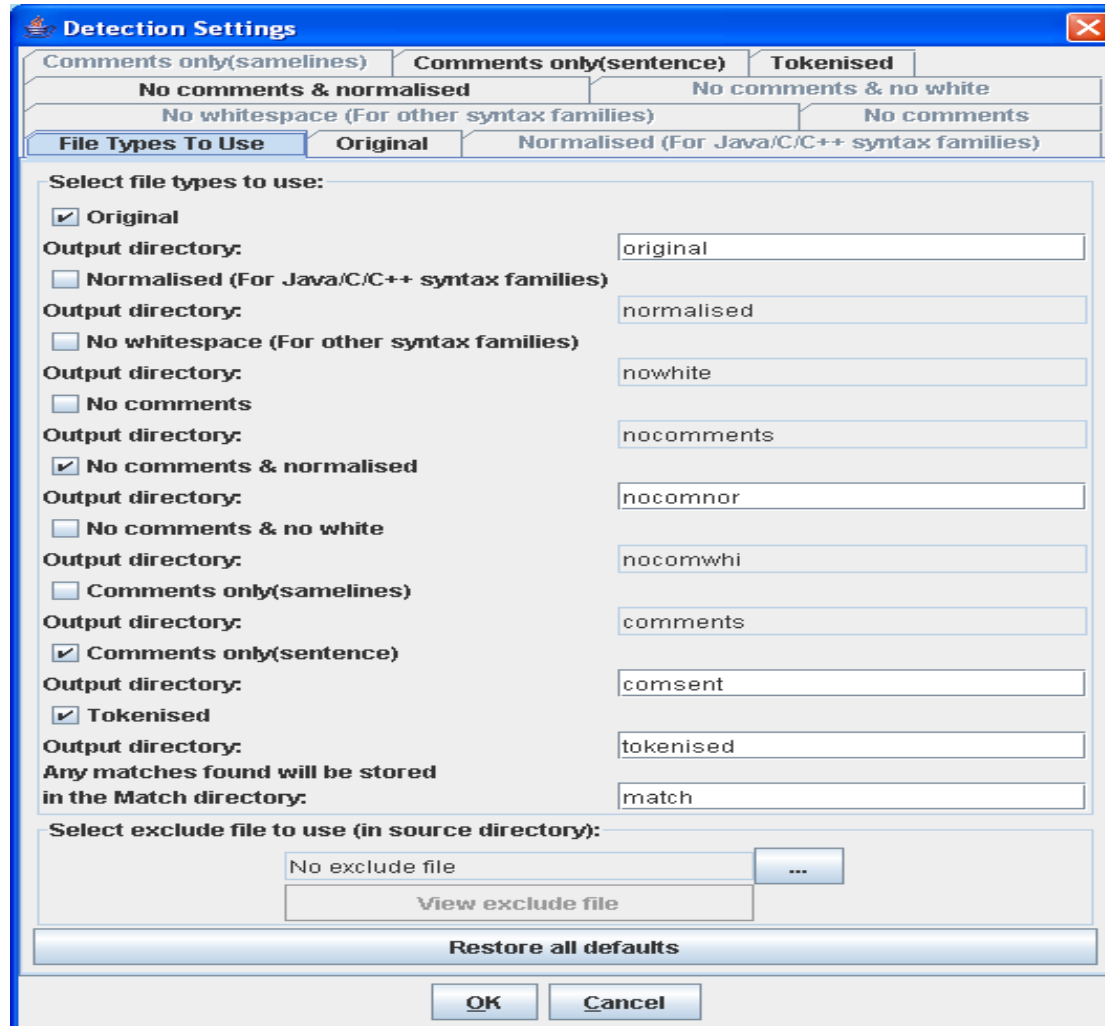 Detection Settings
Comments only(samelines) Comments only(sentence) Tokenised
No comments & normalised No comments & no white
No whitespace (For other syntax families) No comments
File Types To Use Original Normalised (For Java/C/C++ syntax families)
Select file types to use:
Original
Output directory: original
Normalised (For Java/C/C++ syntax families)
Output directory: normalised
No whitespace (For other syntax families)
Output directory: nowhite
No comments
Output directory: nocomments
No comments & normalised
Output directory: nocomnor
No comments & no white
Output directory: nocomwhi
Comments only(samelines)
Output directory: comments
Comments only(sentence)
Output directory: comsent
Tokenised
Output directory: tokenised
Any matches found will be stored
in the Match directory: match
Select exclude file to use (in source directory):
No exclude file ...
View exclude file
Restore all defaults
OK Cancel